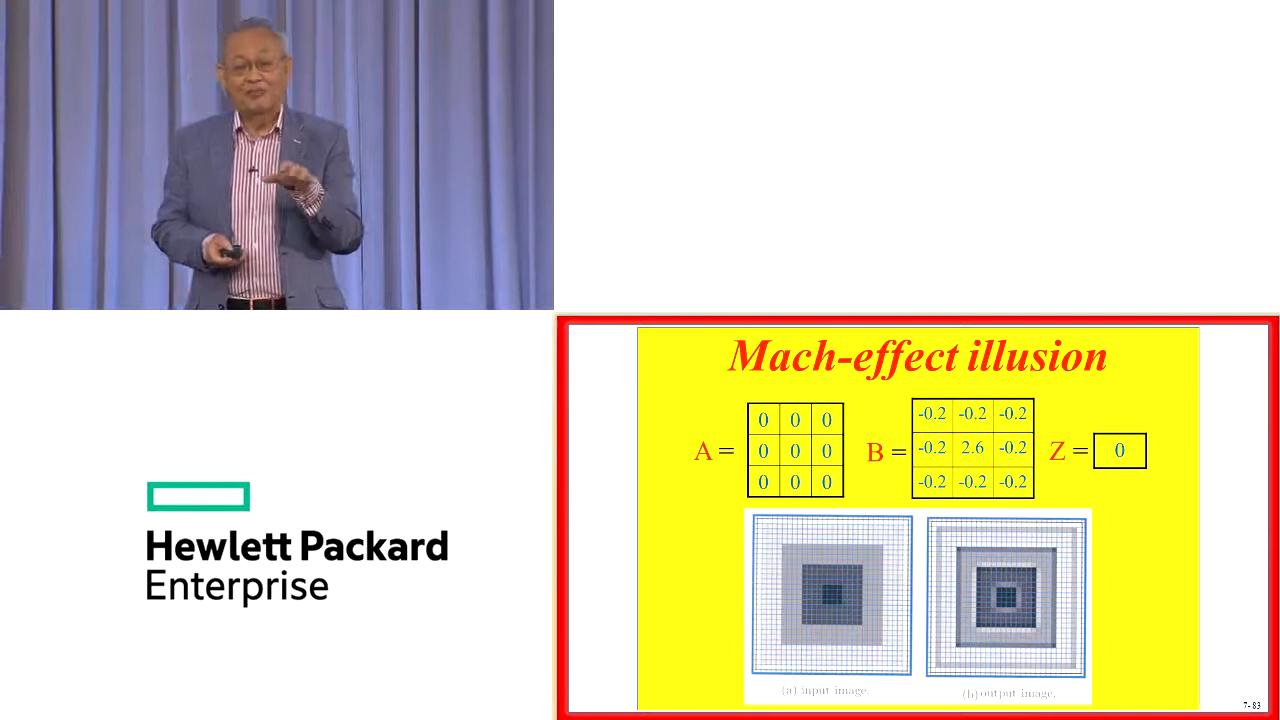 Mach-effect illusion
A =
0 0 0
0 0 0
0 0 0
B =
-0.2 -0.2 -0.2
-0.2 2.6 -0.2
-0.2 -0.2 -0.2
Z = 0
(a) input image.
(b) output image.
7- 83
Hewlett Packard
Enterprise